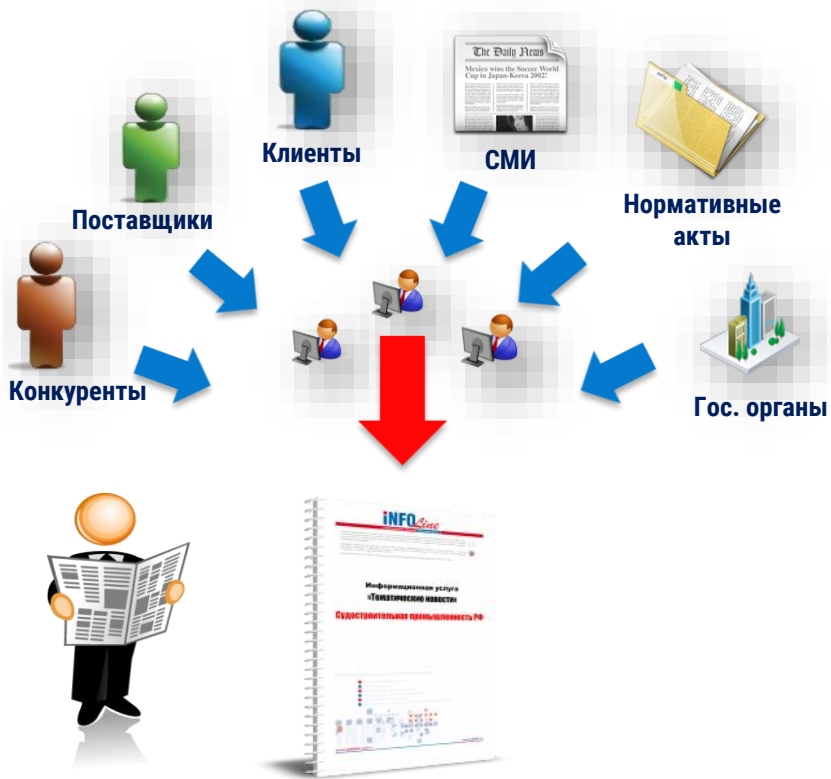 The Daily News
Mexico wins the Soccer World
Cup in Japan-Korea 2002!
Клиенты
СМИ
Поставщики
Нормативные
акты
Конкуренты
Гос. органы
iNFOLine
Информационная услуга
«Тематические новости»
Судостроительная промышленность РФ